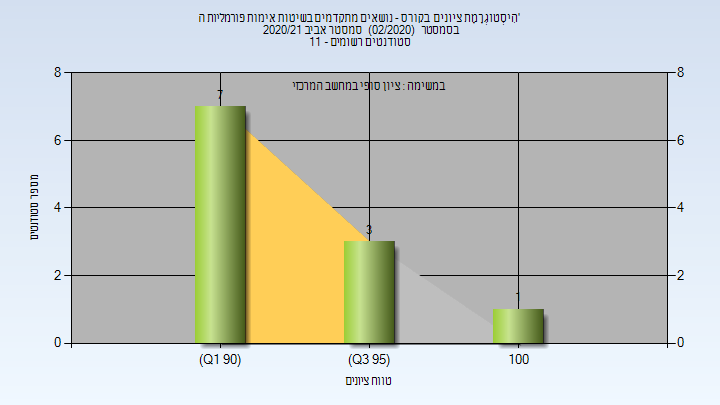 הִיסְטוֹגְרָמַת ציונים בקורס - נושאים מתקדמים בשיטות אימות פורמליות ה'
בסמסטר (02/2020) סמסטר אביב 2020/21
סטודנטים רשומים - 11
במשימה : ציון סופי במחשב המרכזי
8 8
7
6 6
4 4
3
2 2
1
0 0
מספר סטודנטים
(Q1 90) (Q3 95) 100
טווח ציונים